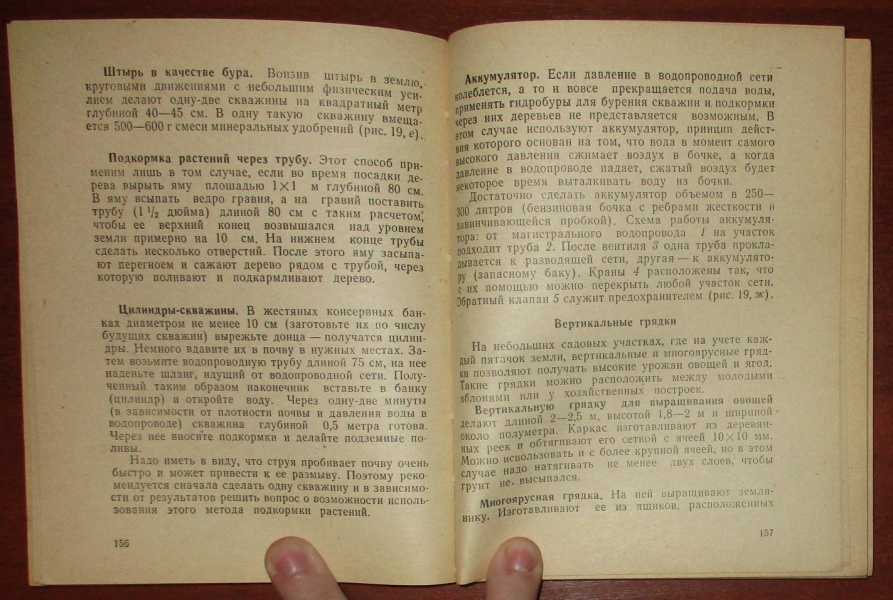 Штырь в качестве бура. Вонзив штырь в землю,
круговыми движениями с небольшим физическим уси-
лием делают одну-две скважины на квадратный метр
глубиной 40—45 см. В одну такую скважину вмеща-
ется 500—600 г смеси минеральных удобрений (рис. 19, е).
Подкормка растений через трубу. Этот способ при-
меним лишь в том случае, если во время посадки де-
рева вырыть яму площадью 1×1 м глубиной 80 см.
В яму всыпать ведро гравия, а на гравий поставить
трубу (1 1/2 дюйма) длиной 80 см с таким расчетом,
чтобы ее верхний конец возвышался над уровнем
земли примерно на 10 см. На нижнем конце трубы
сделать несколько отверстий. После этого яму засыпа-
ют перегноем и сажают дерево рядом с трубой, через
которую поливают и подкармливают дерево.
Цилиндры-скважины. В жестяных консервных бан-
ках диаметром не менее 10 см (заготовьте их по числу
будущих скважин) вырежьте донца — получатся цилин-
дры. Немного вдавите их в почву в нужных местах. За-
тем возьмите водопроводную трубу длиной 75 см, на нее
наденьте шланг, идущий от водопроводной сети. Полу-
ченный таким образом наконечник вставьте в банку
(цилиндр) и откройте воду. Через одну-две минуты
(в зависимости от плотности почвы и давления воды в
водопроводе) скважина глубиной 0,5 метра готова.
Через нее вносите подкормки и делайте подземные по-
ливы.
Надо иметь в виду, что струя пробивает почву очень
быстро и может привести к ее размыву. Поэтому реко-
мендуется сначала сделать одну скважину и в зависимо-
сти от результатов решить вопрос о возможности исполь-
зования этого метода подкормки растений.
156
Аккумулятор. Если давление в водопроводной сети
колеблется, а то и вовсе прекращается подача воды,
применять гидробуры для бурения скважин и подкормки
через них деревьев не представляется возможным. В
этом случае используют аккумулятор, принцип дейст-
вия которого основан на том, что вода в момент самого
высокого давления сжимает воздух в бочке, а когда
давление в водопроводе падает, сжатый воздух будет
некоторое время выталкивать воду из бочки.
Достаточно сделать аккумулятор объемом в 250—
300 литров (бензиновая бочка с ребрами жесткости и
завинчивающейся пробкой). Схема работы аккумуля-
тора: от магистрального водопровода 1 на участок
подходит труба 2. После вентиля 3 одна труба прокла-
дывается к разводящей сети, другая — к аккумулято-
ру (запасному баку). Краны 4 расположены так, что
с их помощью можно перекрыть любой участок сети.
Обратный клапан 5 служит предохранителем (рис. 19, ж).
Вертикальные грядки
На небольших садовых участках, где на учете каж-
дый пятачок земли, вертикальные и многоярусные гряд-
ки позволяют получать высокие урожаи овощей и ягод.
Такие грядки можно расположить между молодыми
яблонями или у хозяйственных построек.
Вертикальную грядку для выращивания овощей
делают длиной 2—2,5 м, высотой 1,8—2 м и шириной
около полуметра. Каркас изготавливают из деревян-
ных реек и обтягивают его сеткой с ячеей 10×10 мм.
Можно использовать и с более крупной ячеей, но в этом
случае надо натягивать не менее двух слоев, чтобы
грунт не высыпался.
Многоярусная грядка. На ней выращивают земля-
нику. Изготавливают ее из ящиков, расположенных
157